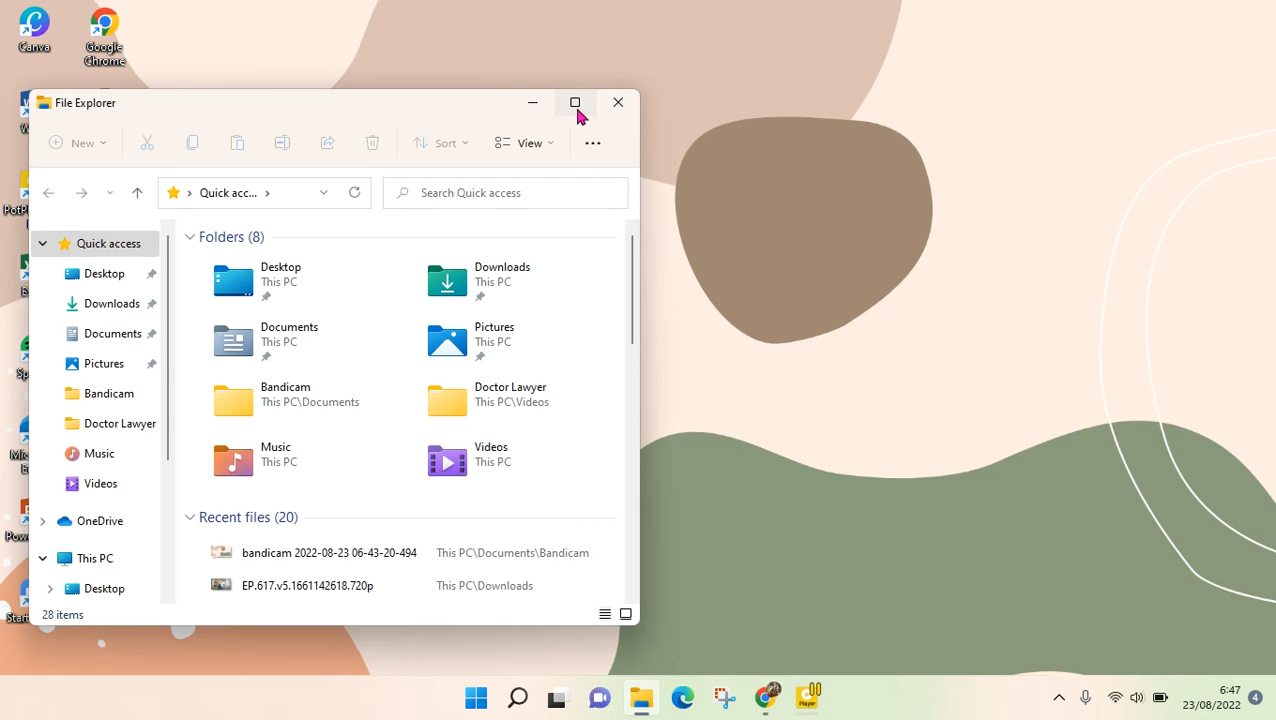 Canva
Google
Chrome
File Explorer
New
Sort
View
Quick acc...
Search Quick access
Quick access
Desktop
Downloads
Documents
Pictures
Bandicam
Doctor Lawyer
Music
Videos
OneDrive
This PC
Desktop
Folders (8)
Desktop
This PC
Downloads
This PC
Documents
This PC
Pictures
This PC
Bandicam
This PC\Documents
Doctor Lawyer
This PC\Videos
Music
This PC
Videos
This PC
Recent files (20)
bandicam 2022-08-23 06-43-20-494 This PC\Documents\Bandicam
EP.617.v5.1661142618.720p This PC\Downloads
28 items
Player
6:47
23/08/2022
4